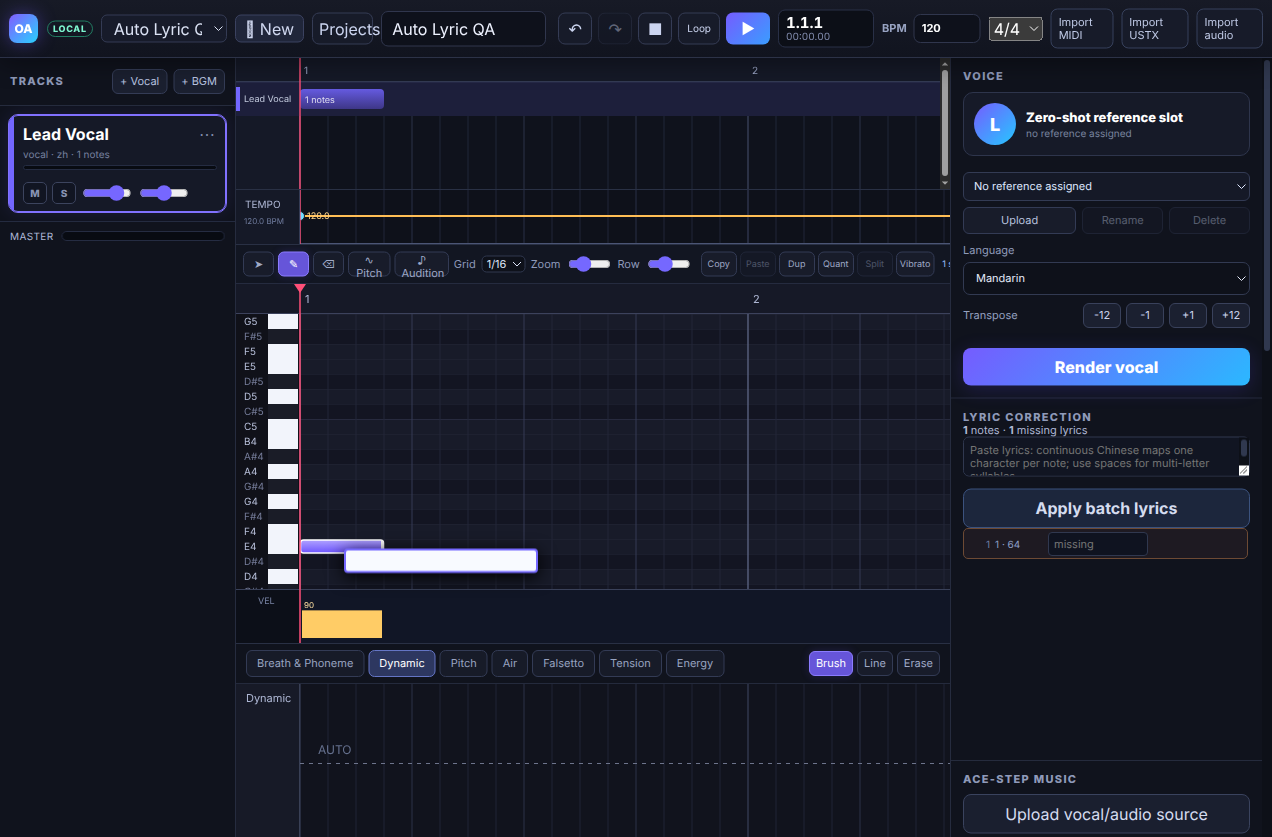 OA
LOCAL
Auto Lyric Q
New
Projects
Auto Lyric QA
Loop
1.1.1
00:00.00
BPM
120
4/4
Import MIDI
Import USTX
Import audio
TRACKS
+ Vocal
+ BGM
Lead Vocal
vocal · zh · 1 notes
M
S
MASTER
1
2
Lead Vocal
1 notes
TEMPO
120.0 BPM
120.0
Pitch
Audition
Grid
1/16
Zoom
Row
Copy
Paste
Dup
Quant
Split
Vibrato
1
2
G5
F#5
F5
E5
D#5
D5
C#5
C5
B4
A#4
A4
G#4
G4
F#4
F4
E4
D#4
D4
VEL
90
Breath & Phoneme
Dynamic
Pitch
Air
Falsetto
Tension
Energy
Brush
Line
Erase
Dynamic
AUTO
VOICE
L
Zero-shot reference slot
no reference assigned
No reference assigned
Upload
Rename
Delete
Language
Mandarin
Transpose
-12
-1
+1
+12
Render vocal
LYRIC CORRECTION
1 notes · 1 missing lyrics
Paste lyrics: continuous Chinese maps one
character per note; use spaces for multi-letter
Apply batch lyrics
1 1 · 64
missing
ACE-STEP MUSIC
Upload vocal/audio source